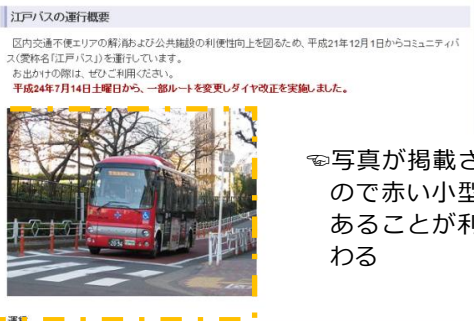 江戸バスの運行概要
区内交通不便エリアの解消および公共施設の利便性向上を図るため、平成21年12月1日からコミュニティバ
ス(愛称名「江戸バス」)を運行しています。
お出かけの際は、ぜひご利用ください。
平成24年7月14日土曜日から、一部ルートを変更しダイヤ改正を実施しました。
☜写真が掲載さ
ので赤い小型
あることが利
わる
運行